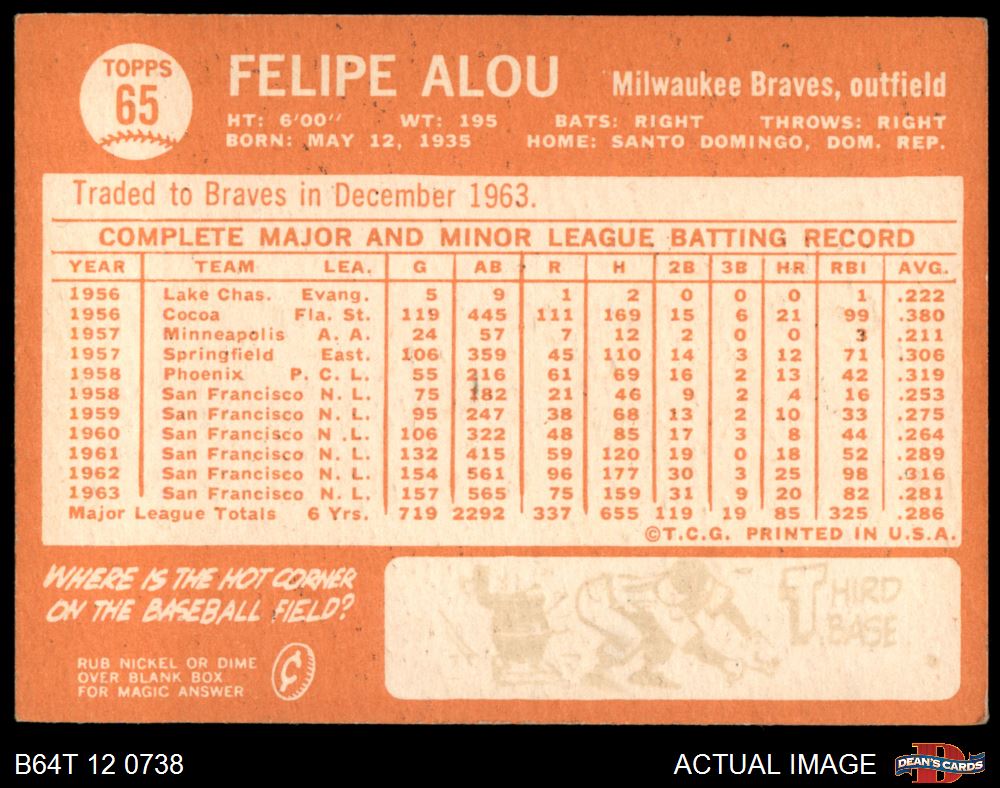 TOPPS
65
FELIPE ALOU Milwaukee Braves, outfield
HT: 6'00" WT: 195 BATS: RIGHT THROWS: RIGHT
BORN: MAY 12, 1935 HOME: SANTO DOMINGO, DOM. REP.
Traded to Braves in December 1963.
COMPLETE MAJOR AND MINOR LEAGUE BATTING RECORD
YEAR TEAM LEA. G AB R H 2B 3B HR RBI AVG.
1956 Lake Chas. Evang. 5 9 1 2 0 0 0 1 .222
1956 Cocoa Fla. St. 119 445 111 169 15 6 21 99 .380
1957 Minneapolis A. A. 24 57 7 12 2 0 0 3 .211
1957 Springfield East. 106 359 45 110 14 3 12 71 .306
1958 Phoenix P. C. L. 55 216 61 69 16 2 13 42 .319
1958 San Francisco N. L. 75 182 21 46 9 2 4 16 .253
1959 San Francisco N. L. 95 247 38 68 13 2 10 33 .275
1960 San Francisco N .L. 106 322 48 85 17 3 8 44 .264
1961 San Francisco N. L. 132 415 59 120 19 0 18 52 .289
1962 San Francisco N. L. 154 561 96 177 30 3 25 98 .316
1963 San Francisco N. L. 157 565 75 159 31 9 20 82 .281
Major League Totals 6 Yrs. 719 2292 337 655 119 19 85 325 .286
©T.C.G. PRINTED IN U.S.A.
WHERE IS THE HOT CORNER
ON THE BASEBALL FIELD?
RUB NICKEL OR DIME
OVER BLANK BOX
FOR MAGIC ANSWER
THIRD
BASE
B64T 12 0738 ACTUAL IMAGE
D
DEAN'S CARDS